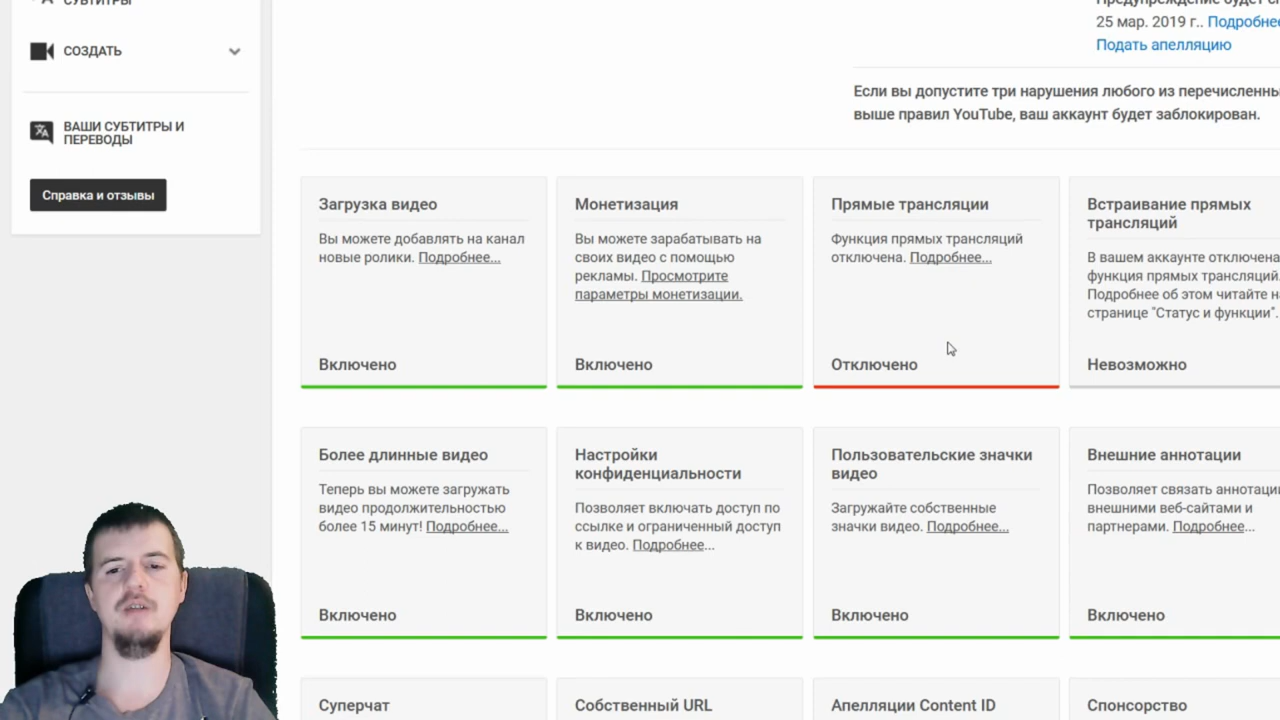 СУБТИТРЫ
СОЗДАТЬ
ВАШИ СУБТИТРЫ И
ПЕРЕВОДЫ
Справка и отзывы
Предупреждение будет
25 мар. 2019 г.. Подробнее
Подать апелляцию
Если вы допустите три нарушения любого из
выше правил YouTube, ваш аккаунт будет заблокирован.
Загрузка видео
Вы можете добавлять на канал
новые ролики. Подробнее...
Включено
Монетизация
Вы можете зарабатывать на
своих видео с помощью
рекламы. Просмотрите
параметры монетизации.
Включено
Прямые трансляции
Функция прямых трансляций
отключена. Подробнее...
Отключено
Встраивание прямых
трансляций
В вашем аккаунте отключена
функция прямых трансляций.
Подробнее об этом читайте
странице "Статус и функции".
Невозможно
Более длинные видео
Теперь вы можете загружать
видео продолжительностью
более 15 минут! Подробнее...
Включено
Настройки
конфиденциальности
Позволяет включать доступ по
ссылке и ограниченный доступ
к видео. Подробнее...
Включено
Пользовательские значки
видео
Загружайте собственные
значки видео. Подробнее...
Включено
Внешние аннотации
Позволяет связать аннотации
внешними веб-сайтами и
партнерами. Подробнее...
Включено
Суперчат
Собственный URL
Апелляции Content ID
Спонсорство